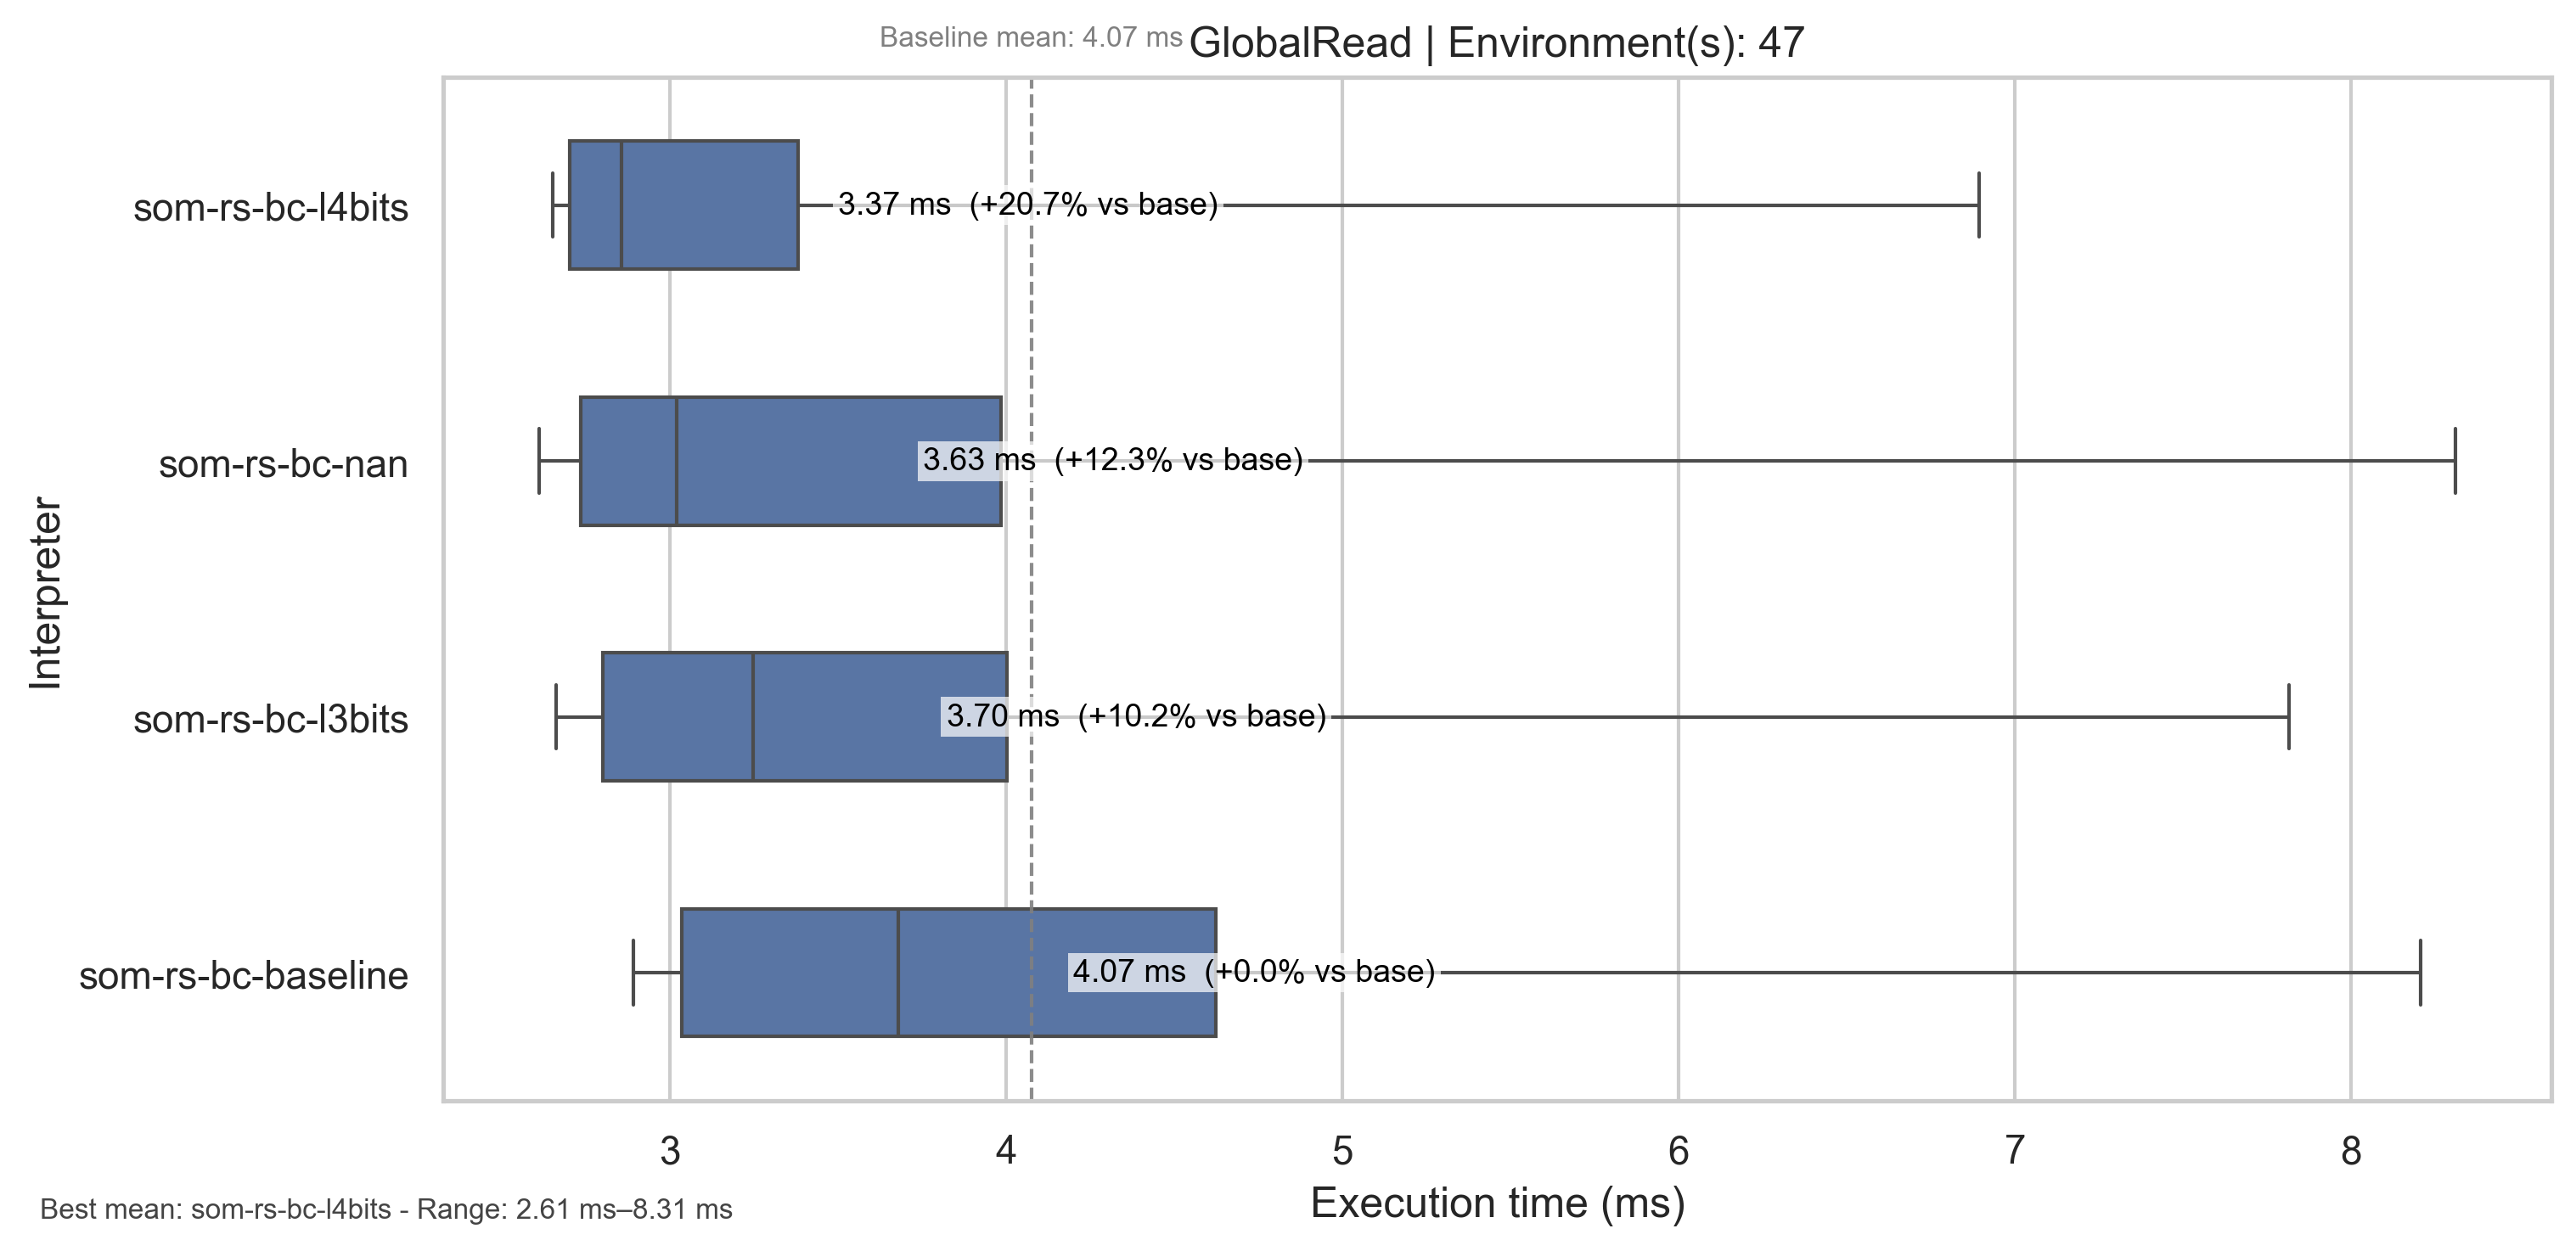 Baseline mean: 4.07 ms
GlobalRead | Environment(s): 47
som-rs-bc-l4bits
3.37 ms (+20.7% vs base)
som-rs-bc-nan
3.63 ms (+12.3% vs base)
Interpreter
som-rs-bc-l3bits
3.70 ms (+10.2% vs base)
som-rs-bc-baseline
4.07 ms (+0.0% vs base)
3 4 5 6 7 8
Execution time (ms)
Best mean: som-rs-bc-l4bits - Range: 2.61 ms–8.31 ms